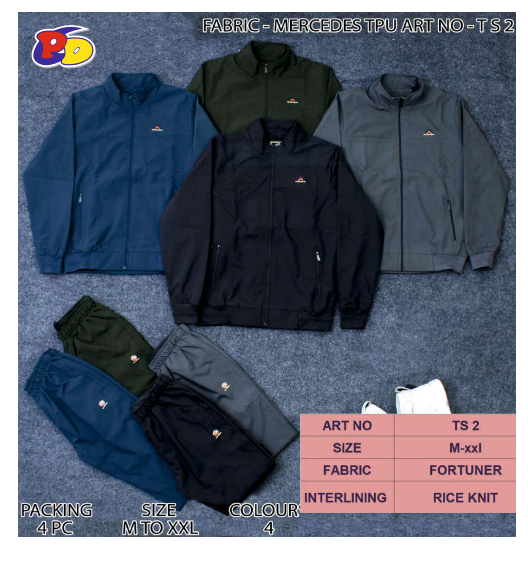 PD
FABRIC - MERCEDES TPU ART NO - T S 2
ART NO TS 2
SIZE M-xxl
FABRIC FORTUNER
INTERLINING RICE KNIT
PACKING SIZE COLOUR
4 PC M TO XXL 4